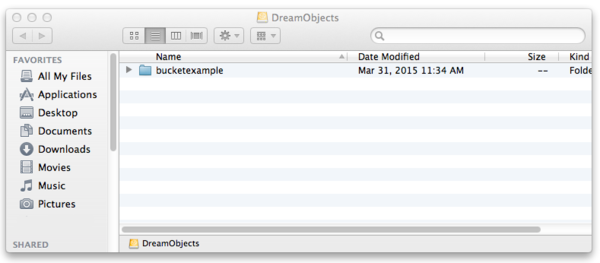 DreamObjects
FAVORITES
All My Files
Applications
Desktop
Documents
Downloads
Movies
Music
Pictures
SHARED
Name Date Modified Size Kind
bucketexample Mar 31, 2015 11:34 AM -- Folde
DreamObjects